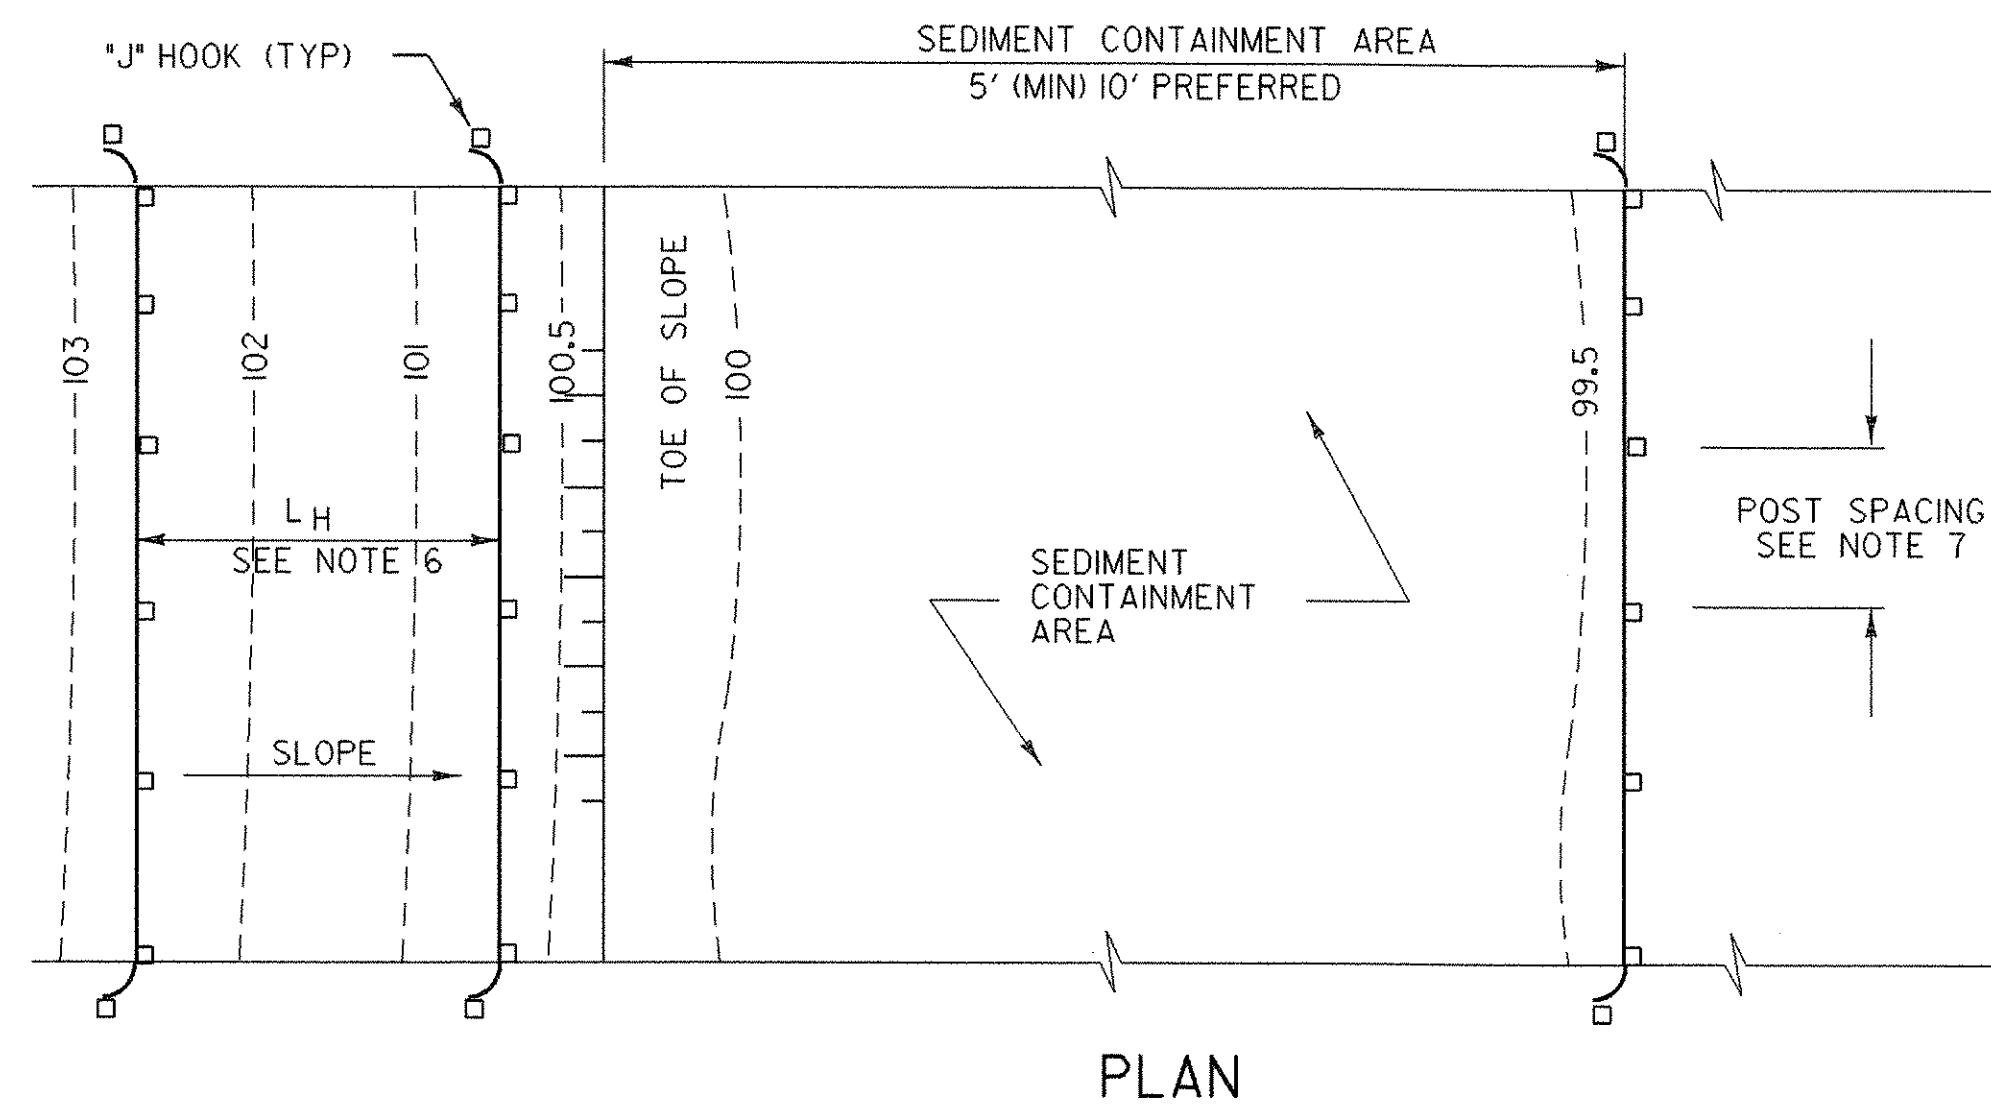 "J" HOOK (TYP)
SEDIMENT CONTAINMENT AREA
5' (MIN) 10' PREFERRED
103
102
101
100.5
TOE OF SLOPE
100
99.5
LH
SEE NOTE 6
POST SPACING
SEE NOTE 7
SEDIMENT
CONTAINMENT
AREA
SLOPE
PLAN